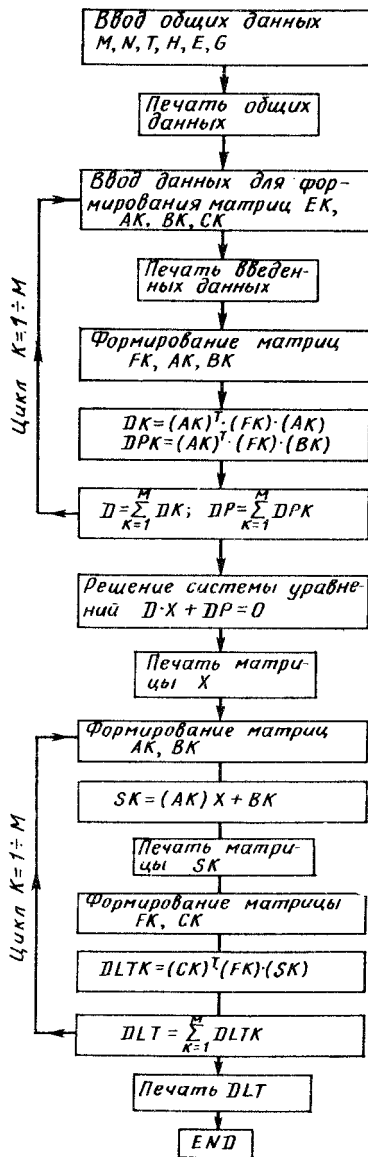 Ввод общих данных
M, N, T, H, E, G
Печать общих
данных
Ввод данных для фор-
мирования матриц EK,
AK, BK, CK
Печать введен-
ных данных
Формирование матриц
FK, AK, BK
DK=(AK)ᵀ·(FK)·(AK)
DPK=(AK)ᵀ·(FK)·(BK)
D=∑DK; DP=∑DPK
M M
K=1 K=1
Цикл K=1÷M
Решение системы уравне-
ний D·X+DP=0
Печать матри-
цы X
Формирование матриц
AK, BK
SK=(AK)X+BK
Печать матри-
цы SK
Формирование матрицы
FK, CK
DLTK=(CK)ᵀ·(FK)·(SK)
DLT=∑DLTK
M
K=1
Цикл K=1÷M
Печать DLT
END